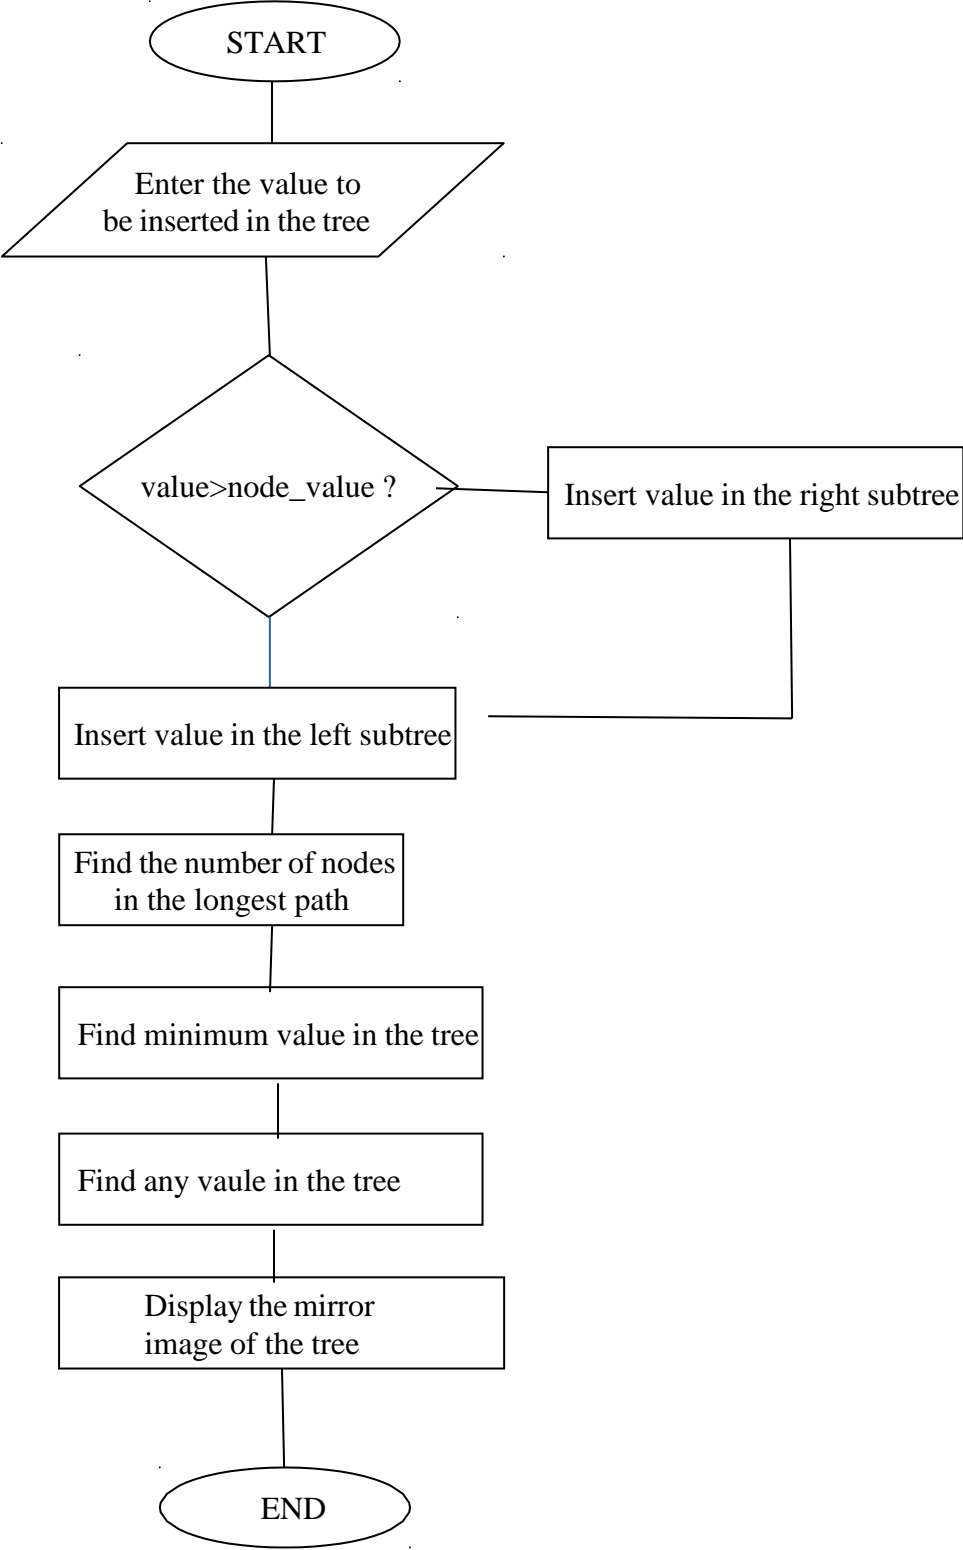 START
Enter the value to
be inserted in the tree
value>node_value ?
Insert value in the right subtree
Insert value in the left subtree
Find the number of nodes
in the longest path
Find minimum value in the tree
Find any vaule in the tree
Display the mirror
image of the tree
END